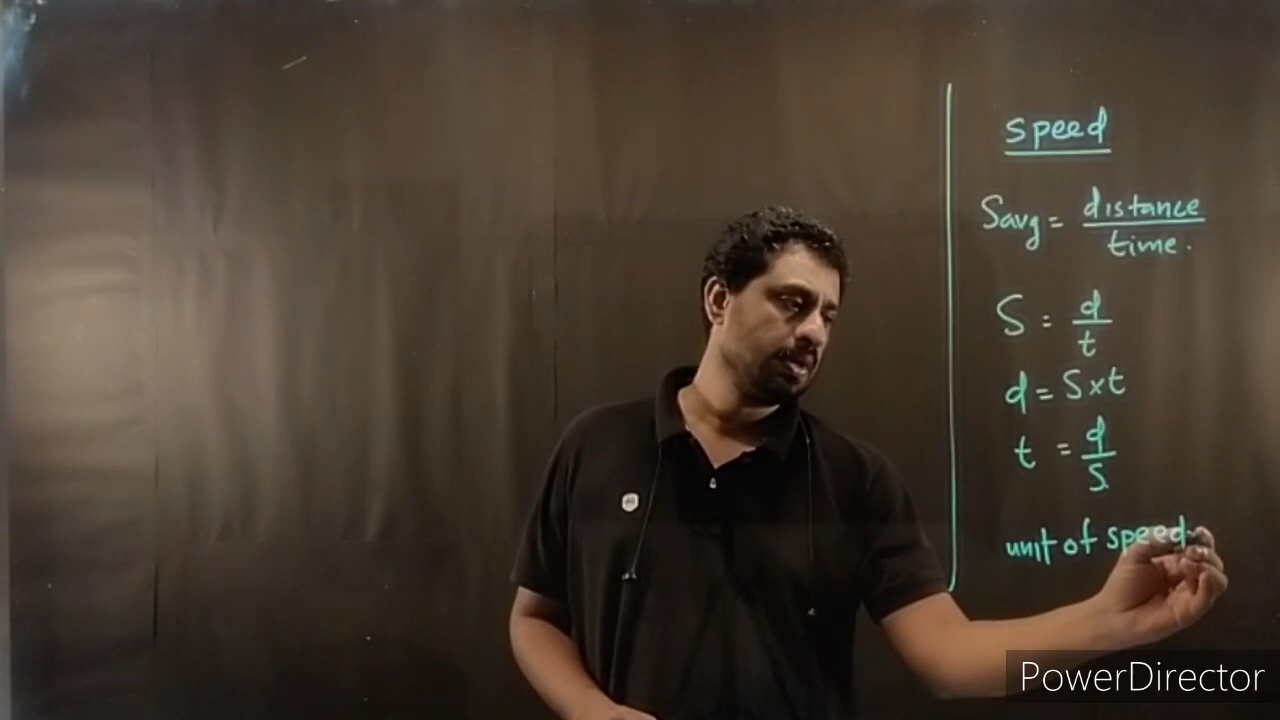 speed
Savg = distance / time.
S = d / t
d = S x t
t = d / S.
unit of speed
PowerDirector